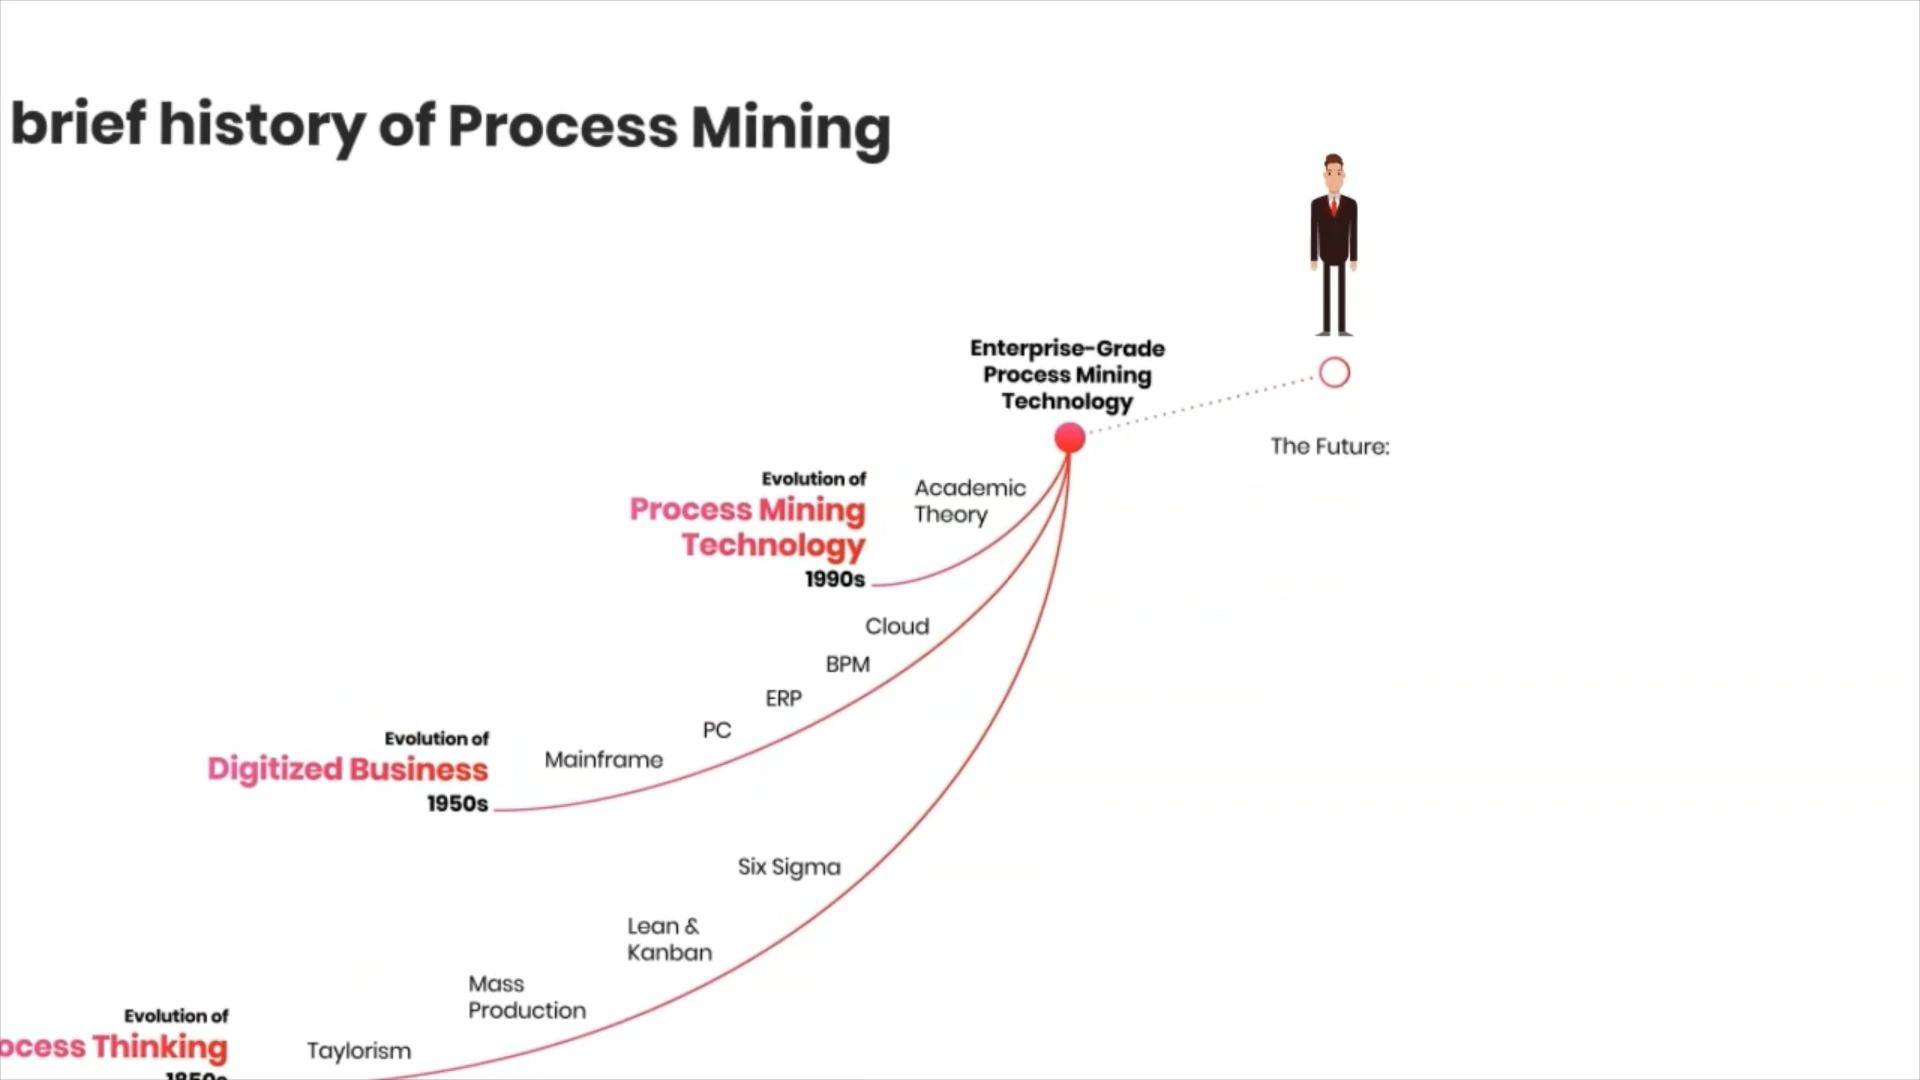 brief history of Process Mining
Enterprise-Grade
Process Mining
Technology
The Future:
Evolution of
Process Mining
Technology
1990s
Academic
Theory
Cloud
BPM
ERP
PC
Mainframe
Evolution of
Digitized Business
1950s
Six Sigma
Lean &
Kanban
Mass
Production
Taylorism
Evolution of
ocess Thinking
1850s